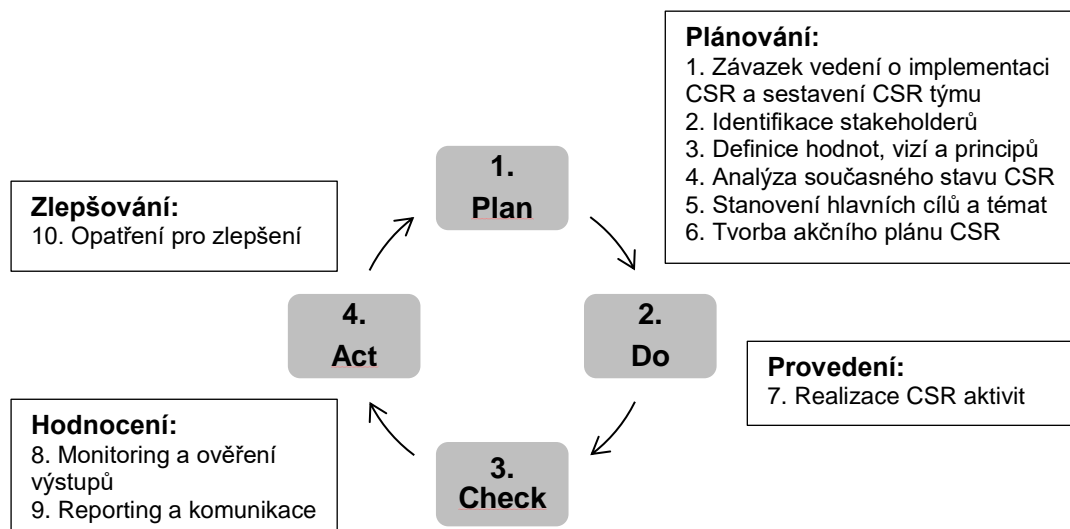 Plánování:
1. Závazek vedení o implementaci
CSR a sestavení CSR týmu
2. Identifikace stakeholderů
3. Definice hodnot, vizí a principů
4. Analýza současného stavu CSR
5. Stanovení hlavních cílů a témat
6. Tvorba akčního plánu CSR
1.
Plan
Zlepšování:
10. Opatření pro zlepšení
4.
Act
2.
Do
Provedení:
7. Realizace CSR aktivit
Hodnocení:
8. Monitoring a ověření
výstupů
9. Reporting a komunikace
3.
Check